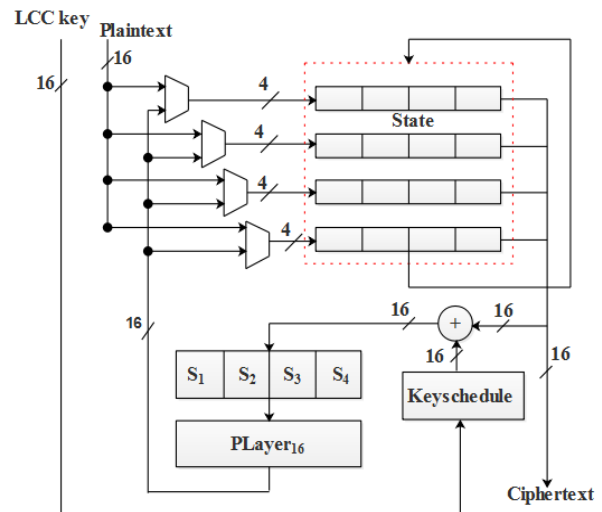 LCC key
Plaintext
16
16
4
State
4
4
4
16
16
16
16
16
S1 S2 S3 S4
Keyschedule
PLayer16
Ciphertext